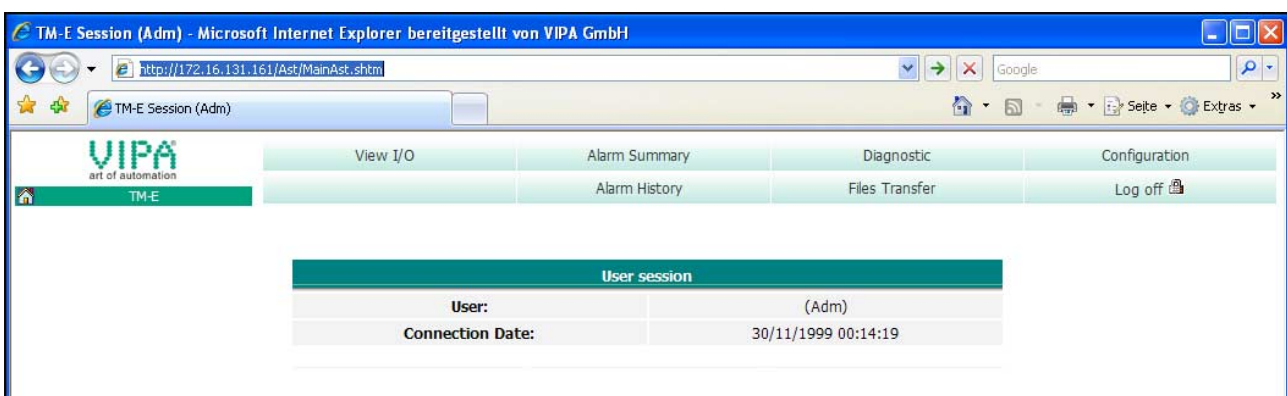 TM-E Session (Adm) - Microsoft Internet Explorer bereitgestellt von VIPA GmbH
http://172.16.131.161/Ast/MainAst.shtm
Google
TM-E Session (Adm)
Seite
Extras
VIPA
art of automation
TM-E
View I/O Alarm Summary Diagnostic Configuration
Alarm History Files Transfer Log off
User session
User: (Adm)
Connection Date: 30/11/1999 00:14:19